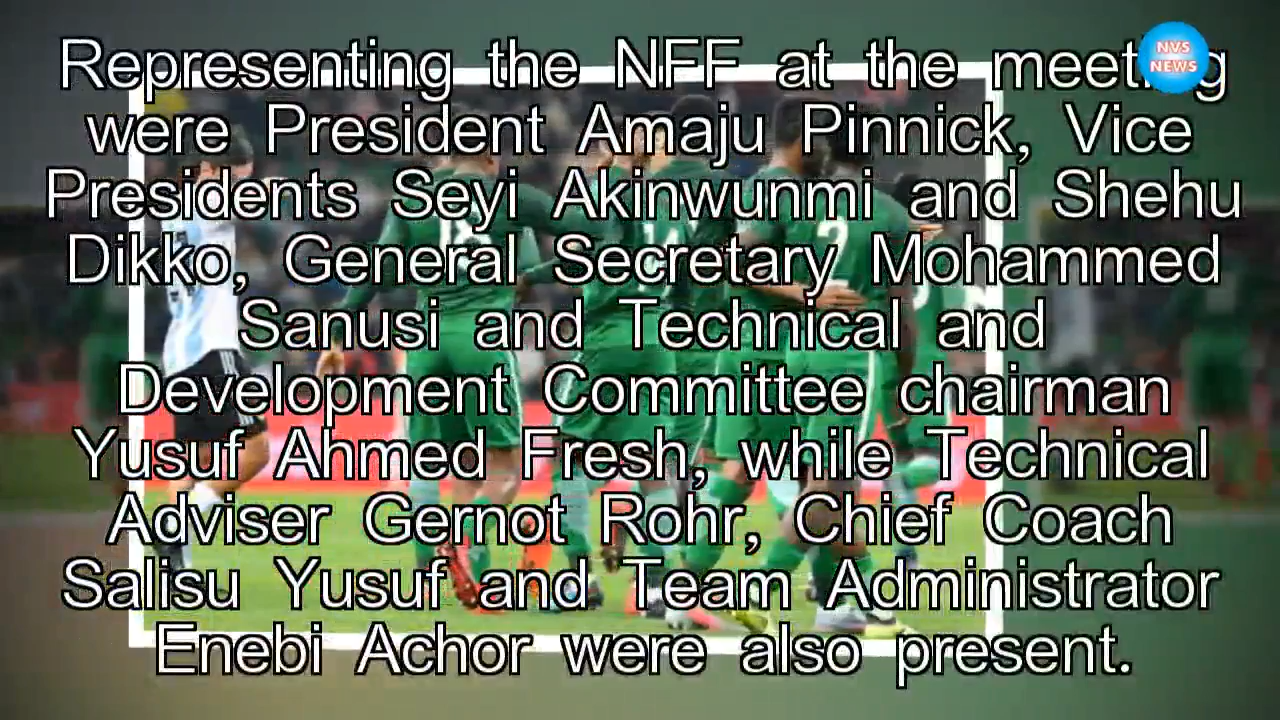 Representing the NFF at the meeting
were President Amaju Pinnick, Vice
Presidents Seyi Akinwunmi and Shehu
Dikko, General Secretary Mohammed
Sanusi and Technical and
Development Committee chairman
Yusuf Ahmed Fresh, while Technical
Adviser Gernot Rohr, Chief Coach
Salisu Yusuf and Team Administrator
Enebi Achor were also present.
NVS
NEWS
2